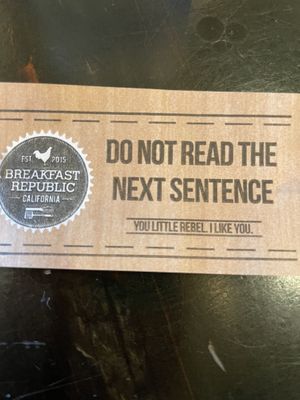 EST. 2015
BREAKFAST
REPUBLIC
CALIFORNIA
DO NOT READ THE
NEXT SENTENCE
YOU LITTLE REBEL. I LIKE YOU.